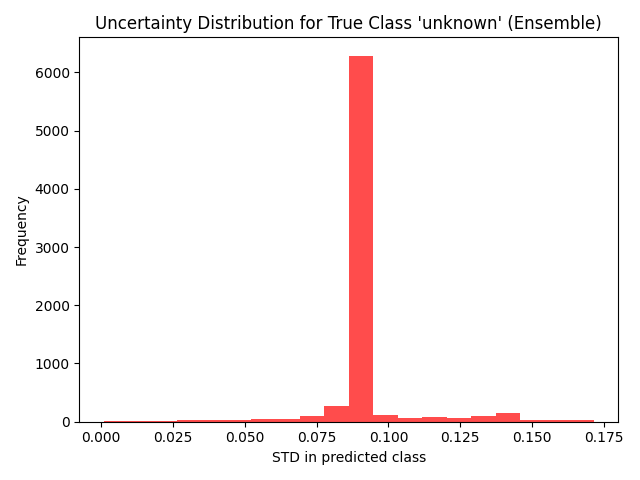 Uncertainty Distribution for True Class 'unknown' (Ensemble)
6000
5000
4000
3000
2000
1000
0
Frequency
0.000 0.025 0.050 0.075 0.100 0.125 0.150 0.175
STD in predicted class